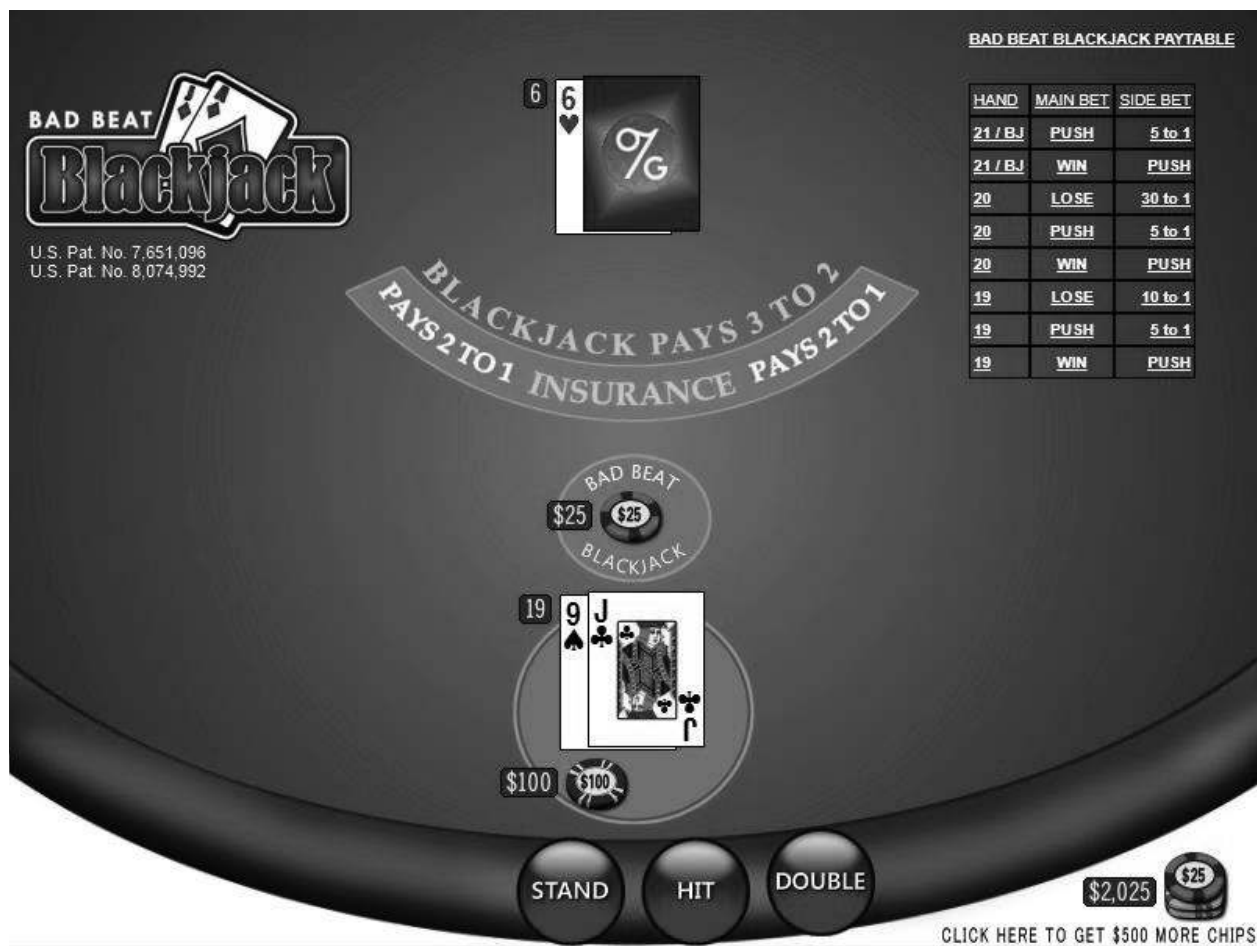 BAD BEAT BLACKJACK PAYTABLE
HAND MAIN BET SIDE BET
21 / BJ PUSH 5 to 1
21 / BJ WIN PUSH
20 LOSE 30 to 1
20 PUSH 5 to 1
20 WIN PUSH
19 LOSE 10 to 1
19 PUSH 5 to 1
19 WIN PUSH
BAD BEAT
Blackjack
J A
U.S. Pat. No. 7,651,096
U.S. Pat. No. 8,074,992
6 6
%G
BLACKJACK PAYS 3 TO 2
PAYS 2 TO 1 INSURANCE PAYS 2 TO 1
BAD BEAT
$25 $25
BLACKJACK
19 9 J
J
$100 $100
STAND HIT DOUBLE
$2,025 $25
CLICK HERE TO GET $500 MORE CHIPS